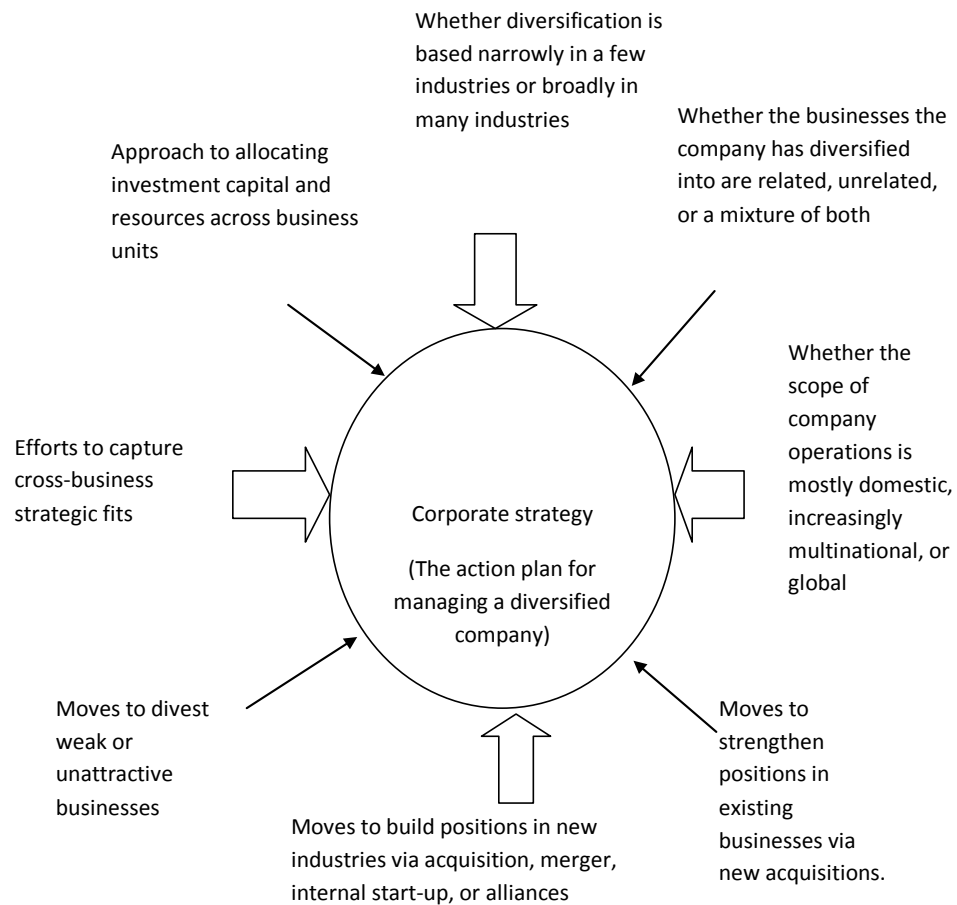 Whether diversification is
based narrowly in a few
industries or broadly in
many industries
Whether the businesses the
company has diversified
into are related, unrelated,
or a mixture of both
Approach to allocating
investment capital and
resources across business
units
Whether the
scope of
company
operations is
mostly domestic,
increasingly
multinational, or
global
Efforts to capture
cross-business
strategic fits
Corporate strategy
(The action plan for
managing a diversified
company)
Moves to divest
weak or
unattractive
businesses
Moves to
strengthen
positions in
existing
businesses via
new acquisitions.
Moves to build positions in new
industries via acquisition, merger,
internal start-up, or alliances